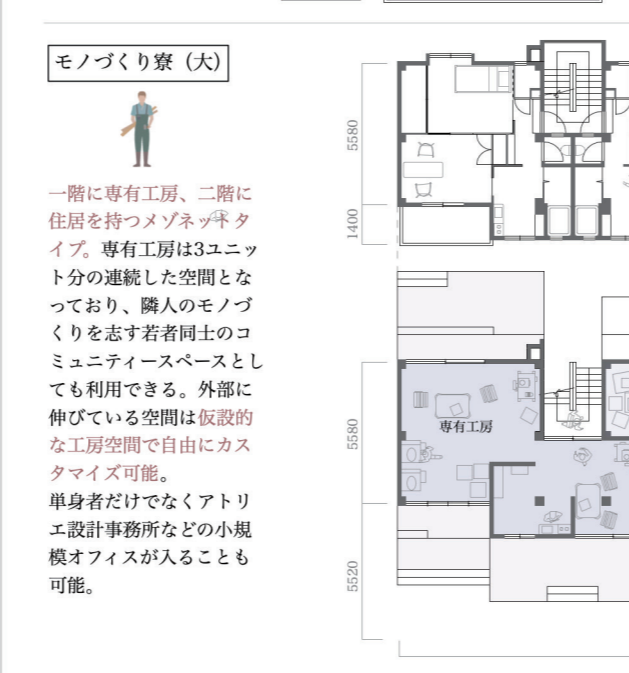 モノづくり寮（大）
一階に専有工房、二階に
住居を持つメゾネットタ
イプ。専有工房は3ユニッ
ト分の連続した空間とな
っており、隣人のモノづ
くりを志す若者同士のコ
ミュニティースペースとし
ても利用できる。外部に
伸びている空間は仮設的
な工房空間で自由にカス
タマイズ可能。
単身者だけでなくアトリ
エ設計事務所などの小規
模オフィスが入ることも
可能。
5580
1400
5580
専有工房
5520